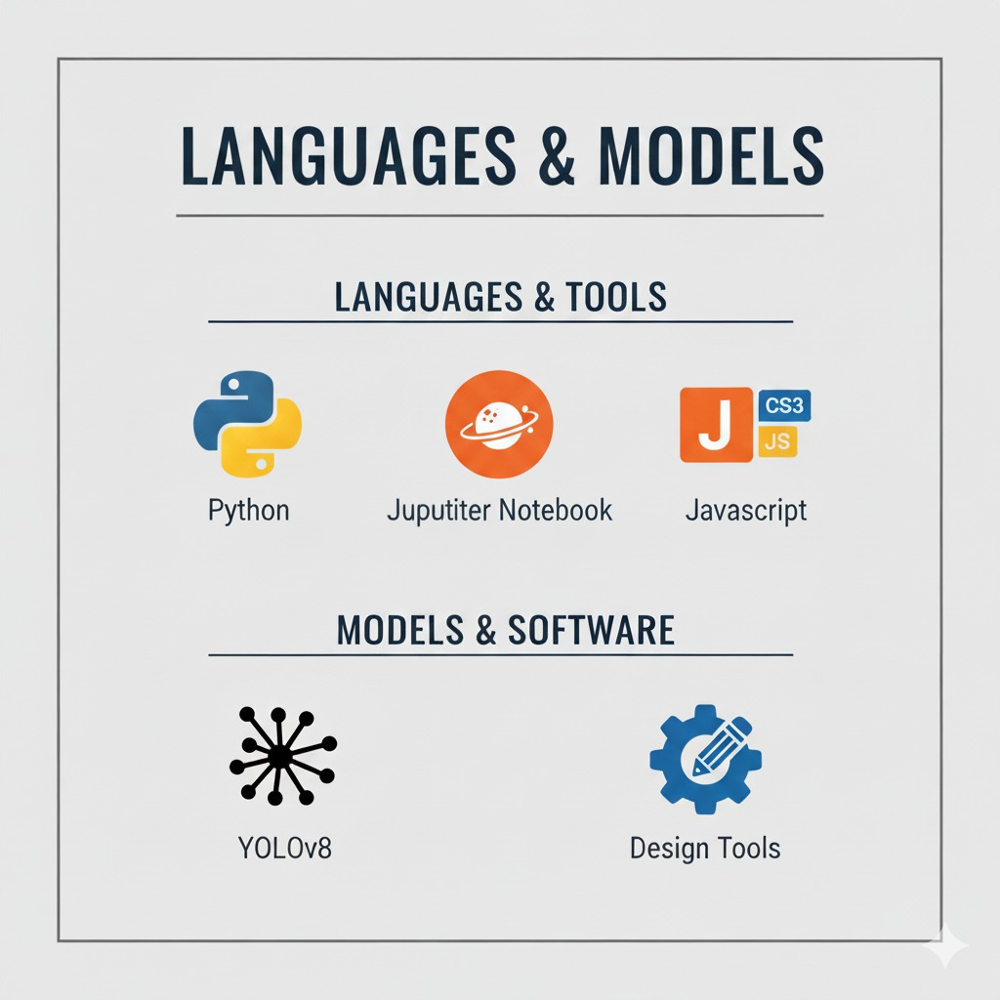 LANGUAGES & MODELS
LANGUAGES & TOOLS
J CS3
JS
Python Juputiter Notebook Javascript
MODELS & SOFTWARE
YOLOv8 Design Tools